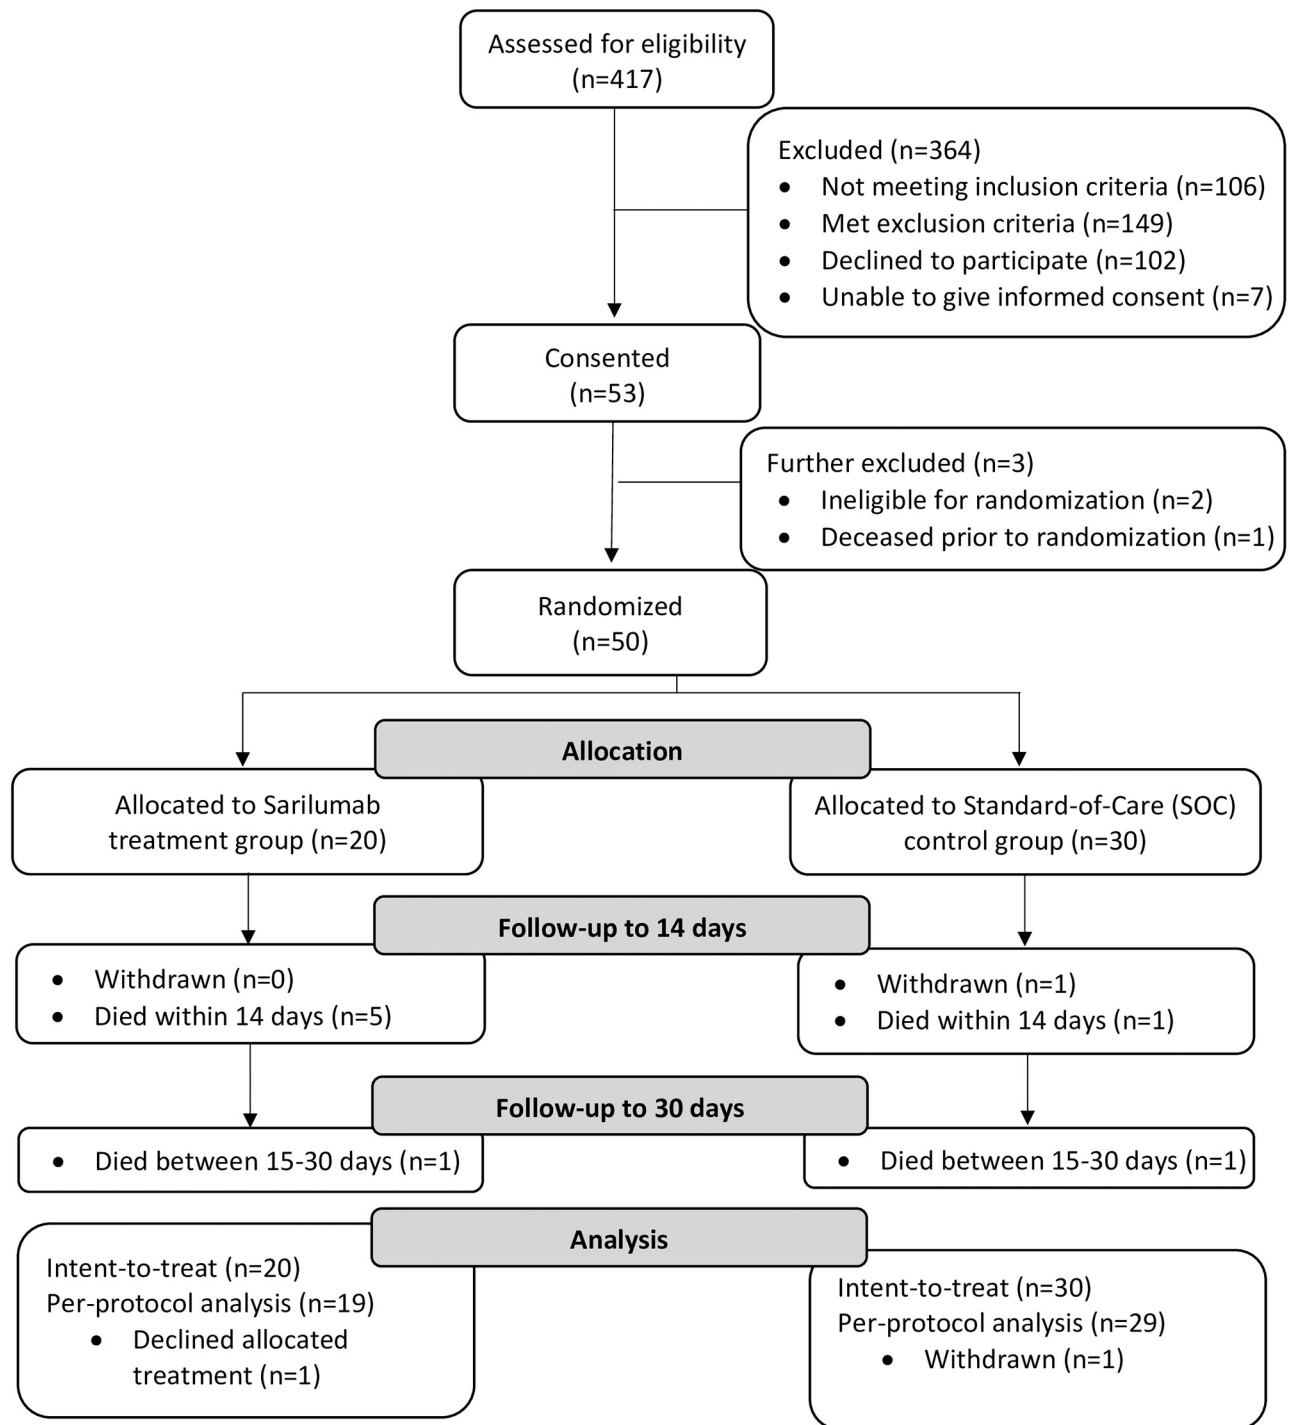 Assessed for eligibility
(n=417)
Excluded (n=364)
• Not meeting inclusion criteria (n=106)
• Met exclusion criteria (n=149)
• Declined to participate (n=102)
• Unable to give informed consent (n=7)
Consented
(n=53)
Further excluded (n=3)
• Ineligible for randomization (n=2)
• Deceased prior to randomization (n=1)
Randomized
(n=50)
Allocation
Allocated to Sarilumab
treatment group (n=20)
Allocated to Standard-of-Care (SOC)
control group (n=30)
Follow-up to 14 days
• Withdrawn (n=0)
• Died within 14 days (n=5)
• Withdrawn (n=1)
• Died within 14 days (n=1)
Follow-up to 30 days
• Died between 15-30 days (n=1)
• Died between 15-30 days (n=1)
Analysis
Intent-to-treat (n=20)
Per-protocol analysis (n=19)
• Declined allocated
treatment (n=1)
Intent-to-treat (n=30)
Per-protocol analysis (n=29)
• Withdrawn (n=1)